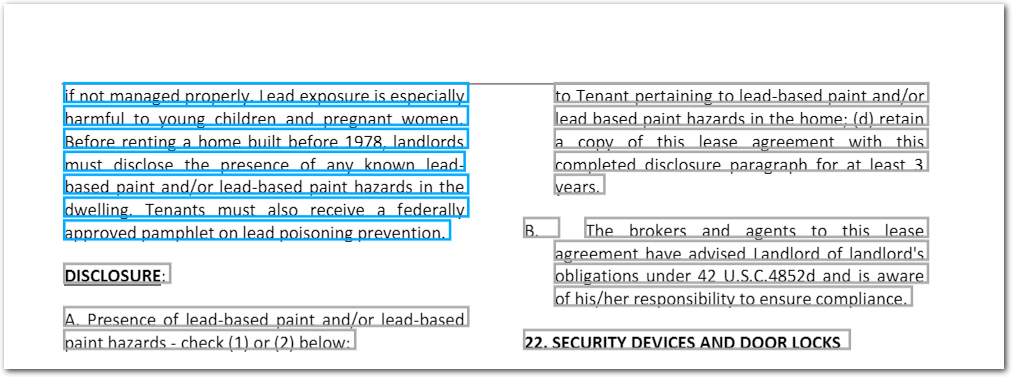 if not managed properly. Lead exposure is especially
harmful to young children and pregnant women.
Before renting a home built before 1978, landlords
must disclose the presence of any known lead-
based paint and/or lead-based paint hazards in the
dwelling. Tenants must also receive a federally
approved pamphlet on lead poisoning prevention.
DISCLOSURE:
A. Presence of lead-based paint and/or lead-based
paint hazards - check (1) or (2) below:
to Tenant pertaining to lead-based paint and/or
lead based paint hazards in the home; (d) retain
a copy of this lease agreement with this
completed disclosure paragraph for at least 3
years.
B. The brokers and agents to this lease
agreement have advised Landlord of landlord's
obligations under 42 U.S.C.4852d and is aware
of his/her responsibility to ensure compliance.
22. SECURITY DEVICES AND DOOR LOCKS